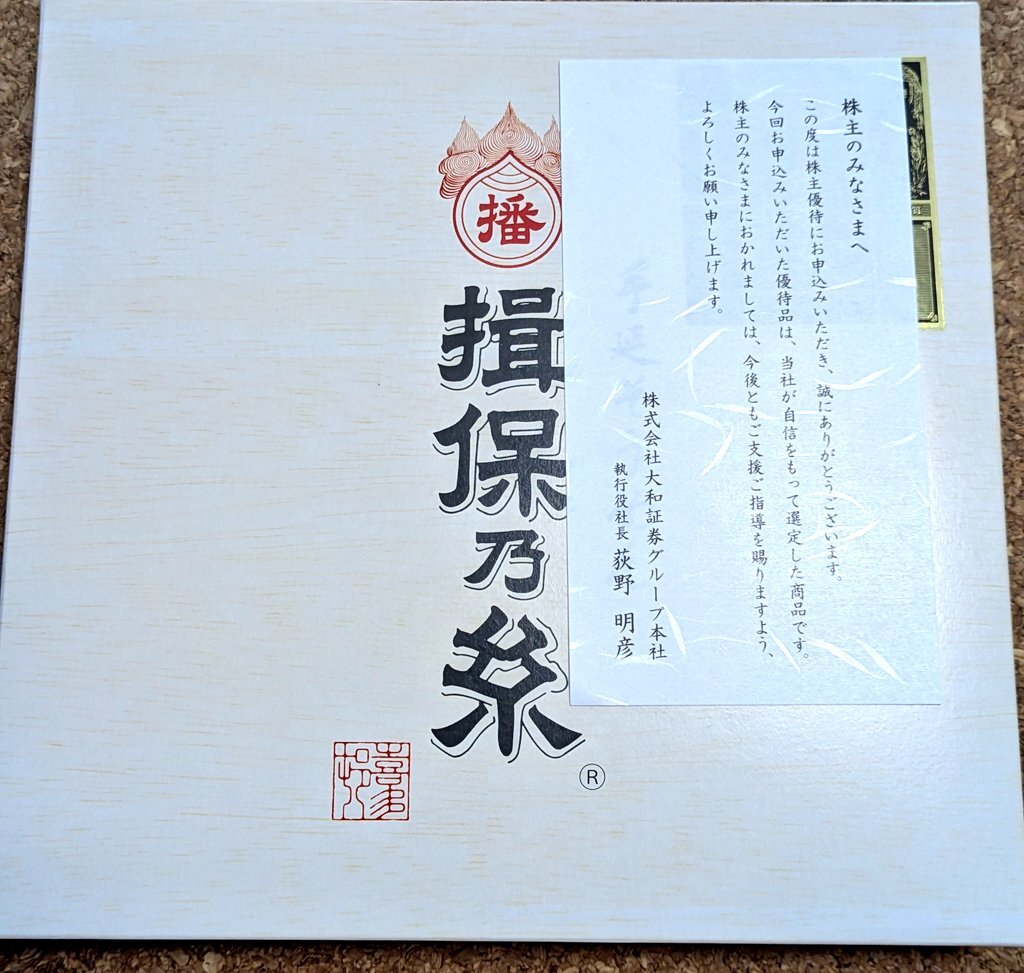 株主のみなさまへ
この度は株主優待にお申込みいただき、誠にありがとうございます。
今回お申込みいただいた優待品は、当社が自信をもって選定した商品です。
株主のみなさまにおかれましては、今後ともご支援ご指導を賜りますよう、
よろしくお願い申し上げます。
株式会社大和証券グループ本社
執行役社長 荻野 明彦
播
揖保乃糸
®